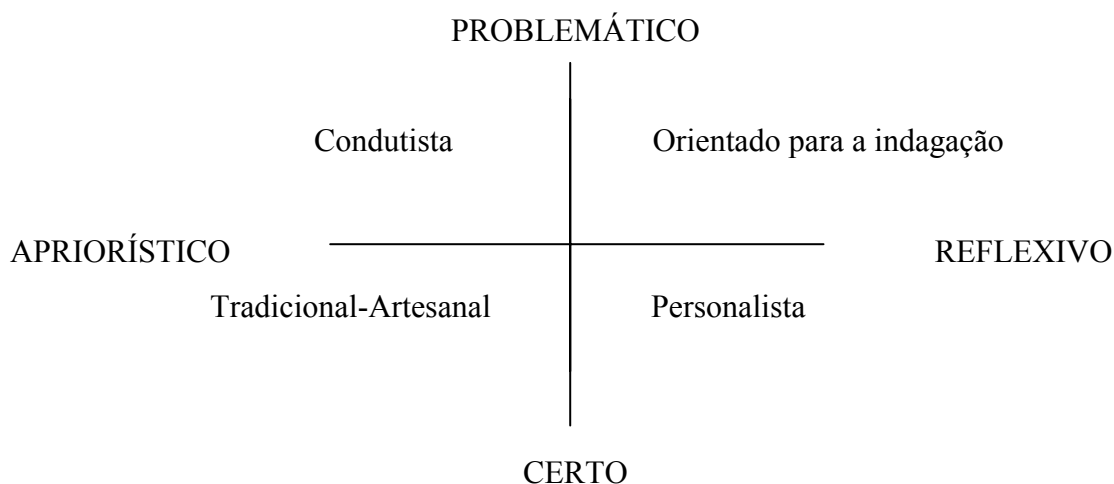 PROBLEMÁTICO
Condutista Orientado para a indagação
APRIORÍSTICO REFLEXIVO
Tradicional-Artesanal Personalista
CERTO